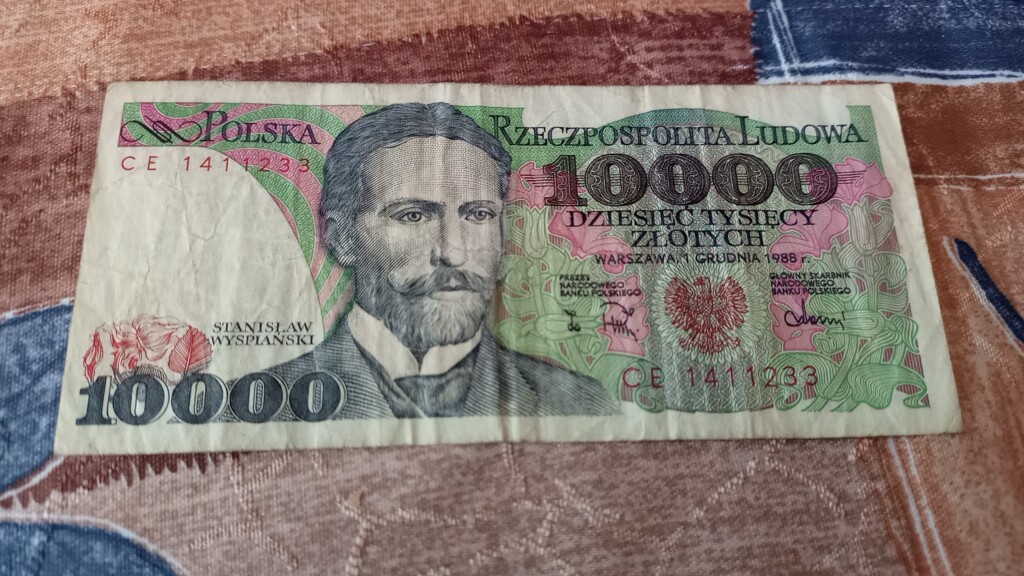 POLSKA RZECZPOSPOLITA LUDOWA
CE 1411233
10000
DZIESIĘĆ TYSIĘCY
ZŁOTYCH
WARSZAWA, 1 GRUDNIA 1988 r.
PREZES
NARODOWEGO
BANKU POLSKIEGO
GŁÓWNY SKARBNIK
NARODOWEGO
BANKU POLSKIEGO
STANISŁAW
WYSPIAŃSKI
10000
CE 1411233